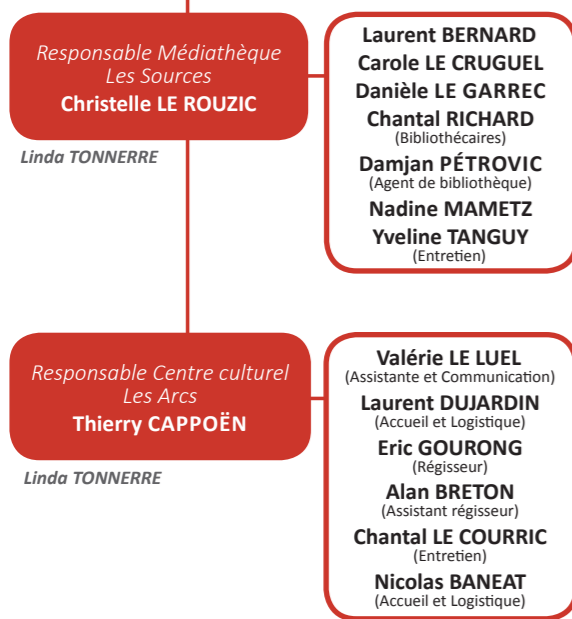 Responsable Médiathèque
Les Sources
Christelle LE ROUZIC
Linda TONNERRE
Laurent BERNARD
Carole LE CRUGUEL
Danièle LE GARREC
Chantal RICHARD
(Bibliothécaires)
Damjan PÉTROVIC
(Agent de bibliothèque)
Nadine MAMETZ
Yveline TANGUY
(Entretien)
Responsable Centre culturel
Les Arcs
Thierry CAPPOËN
Linda TONNERRE
Valérie LE LUEL
(Assistante et Communication)
Laurent DUJARDIN
(Accueil et Logistique)
Eric GOURONG
(Régisseur)
Alan BRETON
(Assistant régisseur)
Chantal LE COURRIC
(Entretien)
Nicolas BANEAT
(Accueil et Logistique)